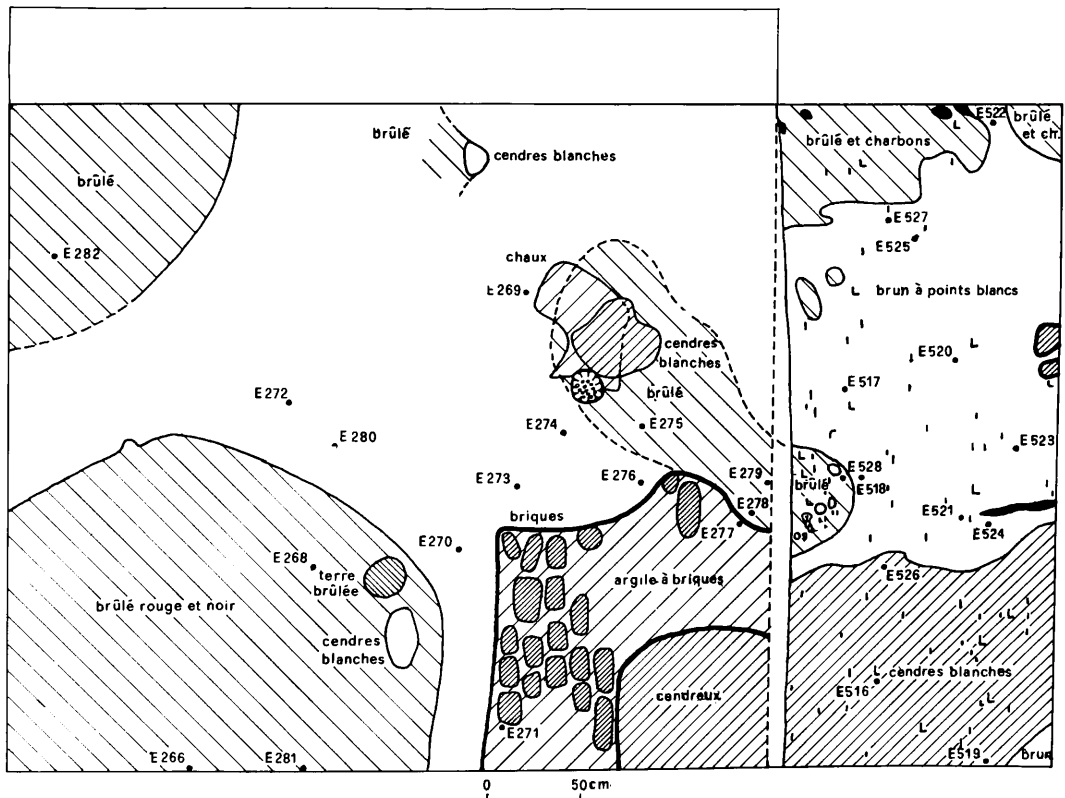 brûlé
cendres blanches
brûlé et charbons
E522
brûlé
et ch.
brûlé
E 282
E 527
E 525
chaux
E 269
brun à points blancs
E 520
cendres
blanches
brûlé
E 517
E 272
E 280
E 274
E 275
E 523
E 273
E 276
E 279
E 528
E 518
brûlé
E 278
E 277
briques
E 521
E 524
E 270
E 268
terre
brûlée
argile à briques
E 526
brûlé rouge et noir
cendres
blanches
cendreux
cendres blanches
E 516
E 271
E 266
E 281
E 519
brun
0 50cm